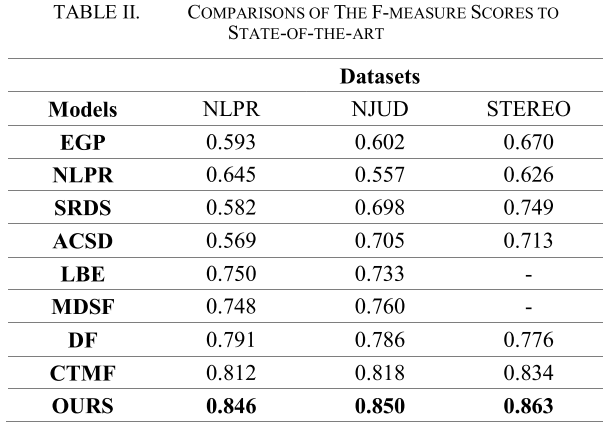 TABLE II. COMPARISONS OF THE F-MEASURE SCORES TO
STATE-OF-THE-ART
Datasets
Models NLPR NJUD STEREO
EGP 0.593 0.602 0.670
NLPR 0.645 0.557 0.626
SRDS 0.582 0.698 0.749
ACSD 0.569 0.705 0.713
LBE 0.750 0.733 -
MDSF 0.748 0.760 -
DF 0.791 0.786 0.776
CTMF 0.812 0.818 0.834
OURS 0.846 0.850 0.863